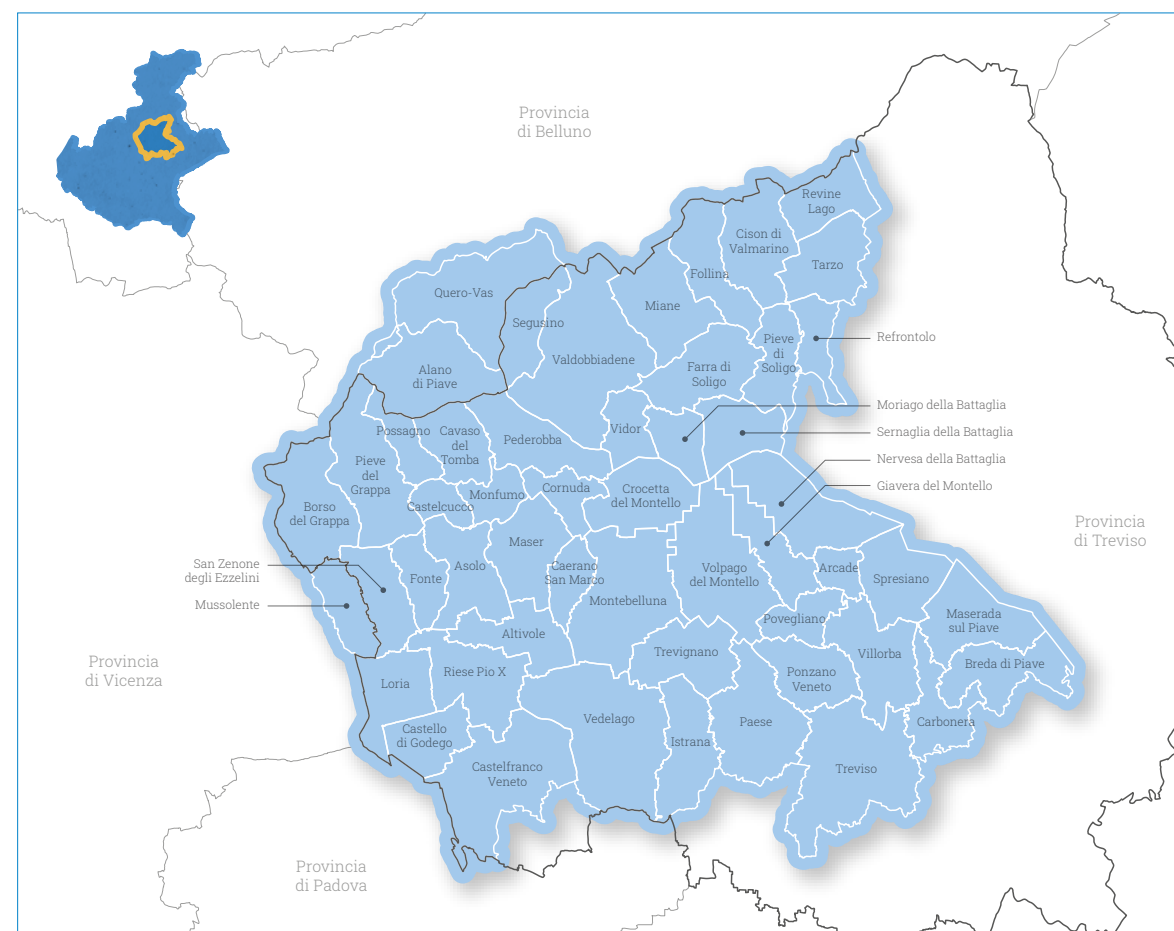 Provincia
di Belluno
Revine
Lago
Cison di
Valmarino
Tarzo
Follina
Quero-Vas
Segusino
Miane
Refrontolo
Pieve
di
Soligo
Valdobbiadene
Farra di
Soligo
Alano
di Piave
Moriago della Battaglia
Possagno
Cavaso
del
Tomba
Pederobba
Vidor
Sernaglia della Battaglia
Nervesa della Battaglia
Pieve
del
Grappa
Giavera del Montello
Castelcucco
Monfumo
Cornuda
Crocetta
del Montello
Borso
del Grappa
Provincia
di Treviso
Maser
San Zenone
degli Ezzelini
Fonte
Asolo
Caerano
San Marco
Volpago
del Montello
Arcade
Spresiano
Mussolente
Montebelluna
Povegliano
Maserada
sul Piave
Altivole
Trevignano
Villorba
Breda di Piave
Provincia
di Vicenza
Loria
Riese Pio X
Ponzano
Veneto
Vedelago
Paese
Carbonera
Castello
di Godego
Istrana
Castelfranco
Veneto
Treviso
Provincia
di Padova